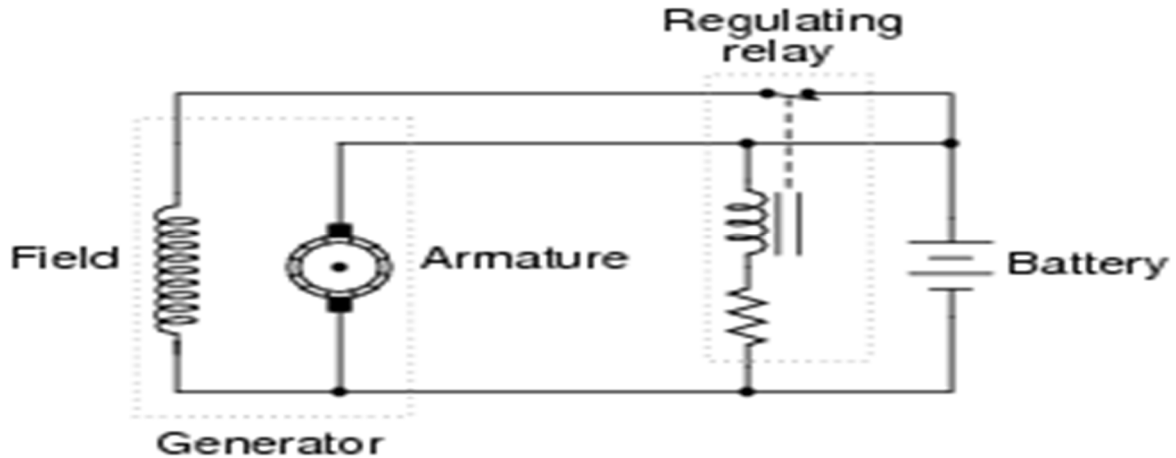 Regulating
relay
Field
Armature
Battery
Generator